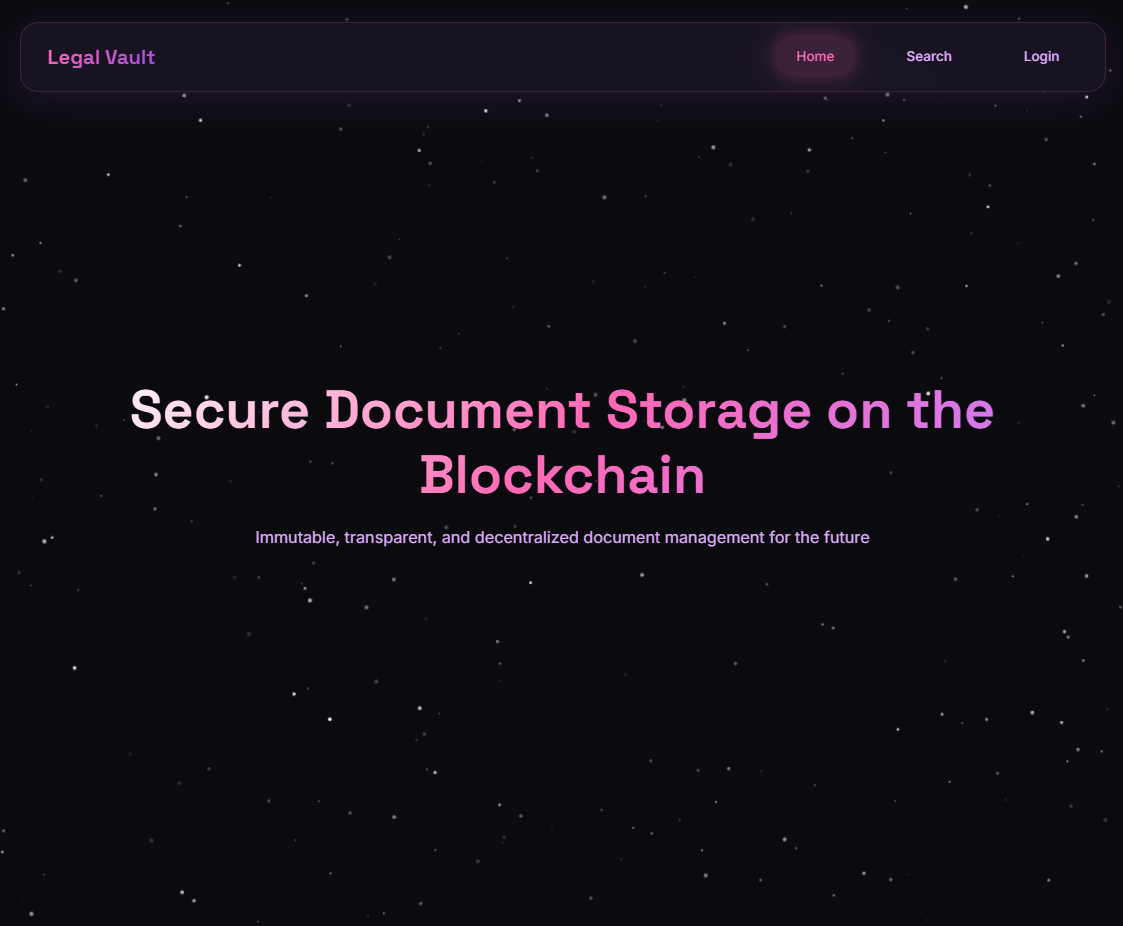 Legal Vault
Home
Search
Login
Secure Document Storage on the
Blockchain
Immutable, transparent, and decentralized document management for the future